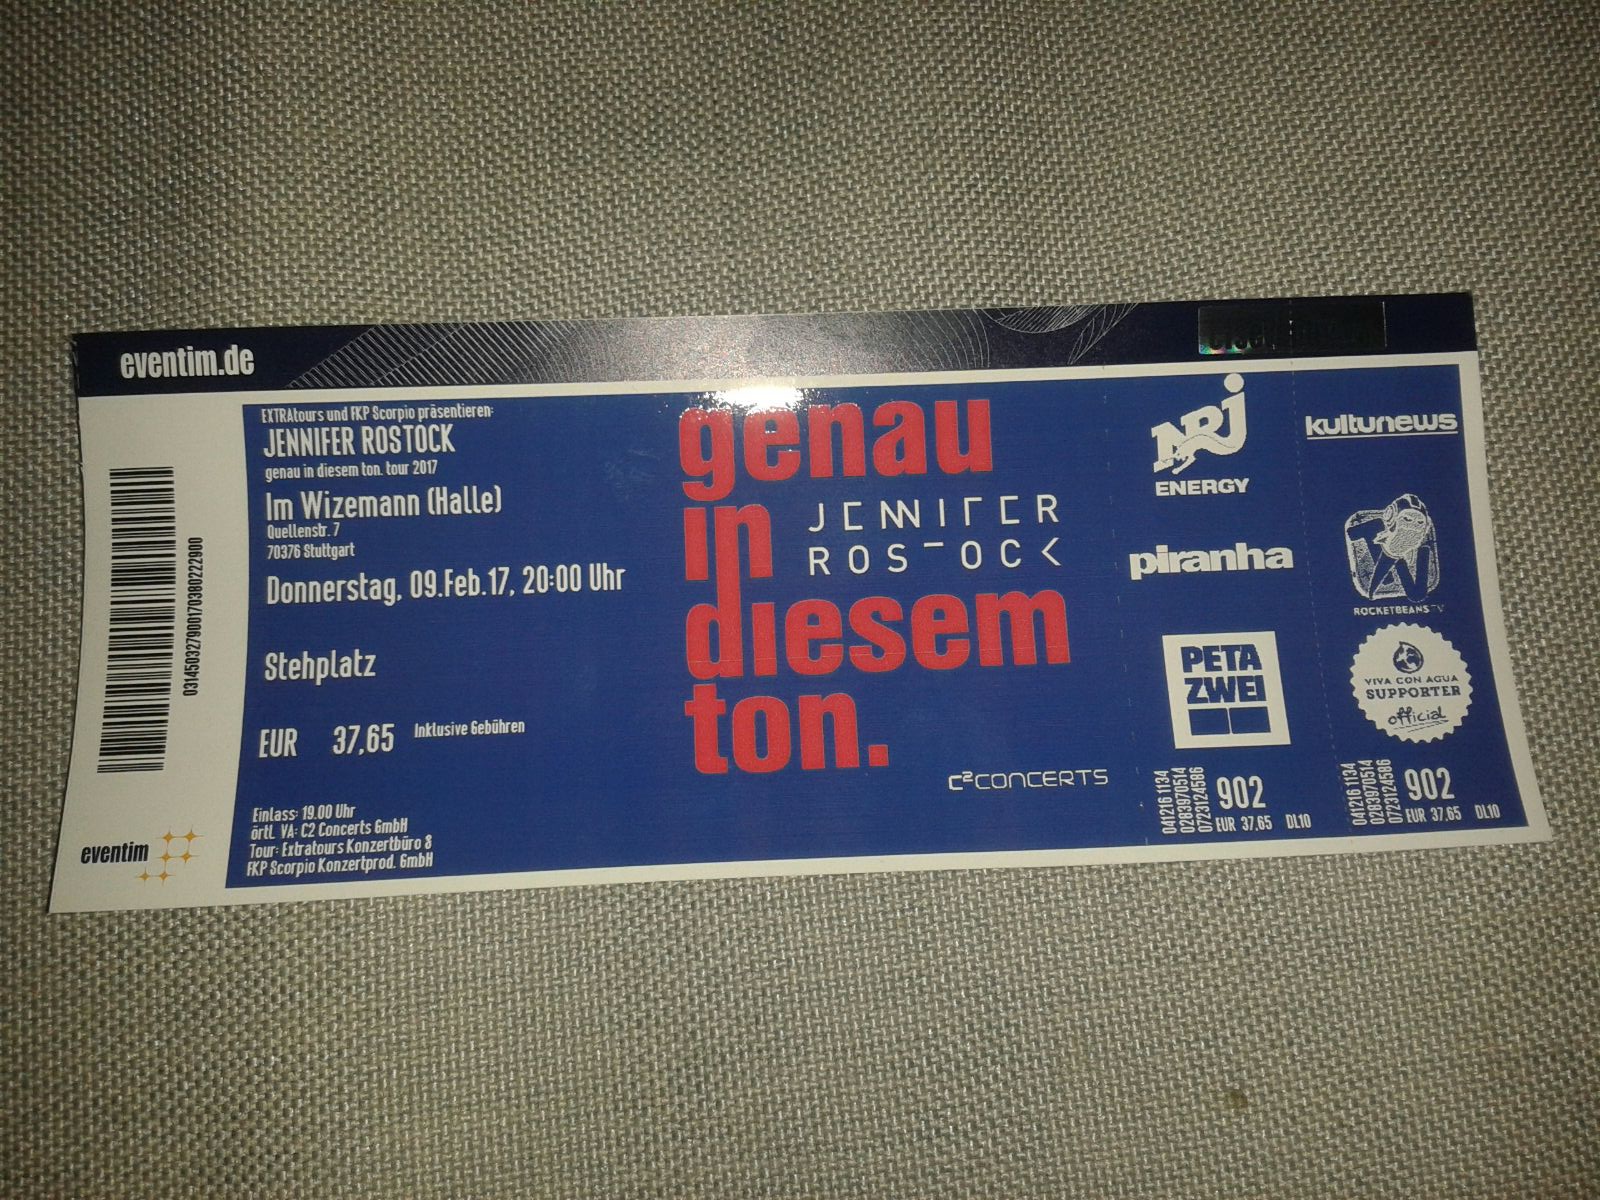 eventim.de
EXTRAtours und FKP Scorpio präsentieren:
JENNIFER ROSTOCK
genau in diesem ton. tour 2017
Im Wizemann (Halle)
Quellenstr. 7
70376 Stuttgart
Donnerstag, 09.Feb.17, 20:00 Uhr
Stehplatz
EUR 37,65 Inklusive Gebühren
Einlass: 19.00 Uhr
örtl. VA: C2 Concerts GmbH
Tour: Extratours Konzertbüro &
FKP Scorpio Konzertprod. GmbH
eventim
genau
in
diesem
ton.
JENNIFER
ROSTOCK
C²CONCERTS
NRJ
ENERGY
kulturnews
piranha
ROCKETBEANSTV
PETA
ZWEI
VIVA CON AGUA
SUPPORTER
official
041216 1134
0283970514
0723124586
902
EUR 37,65 DL10
041216 1134
0283970514
0723124586
902
EUR 37,65 DL10